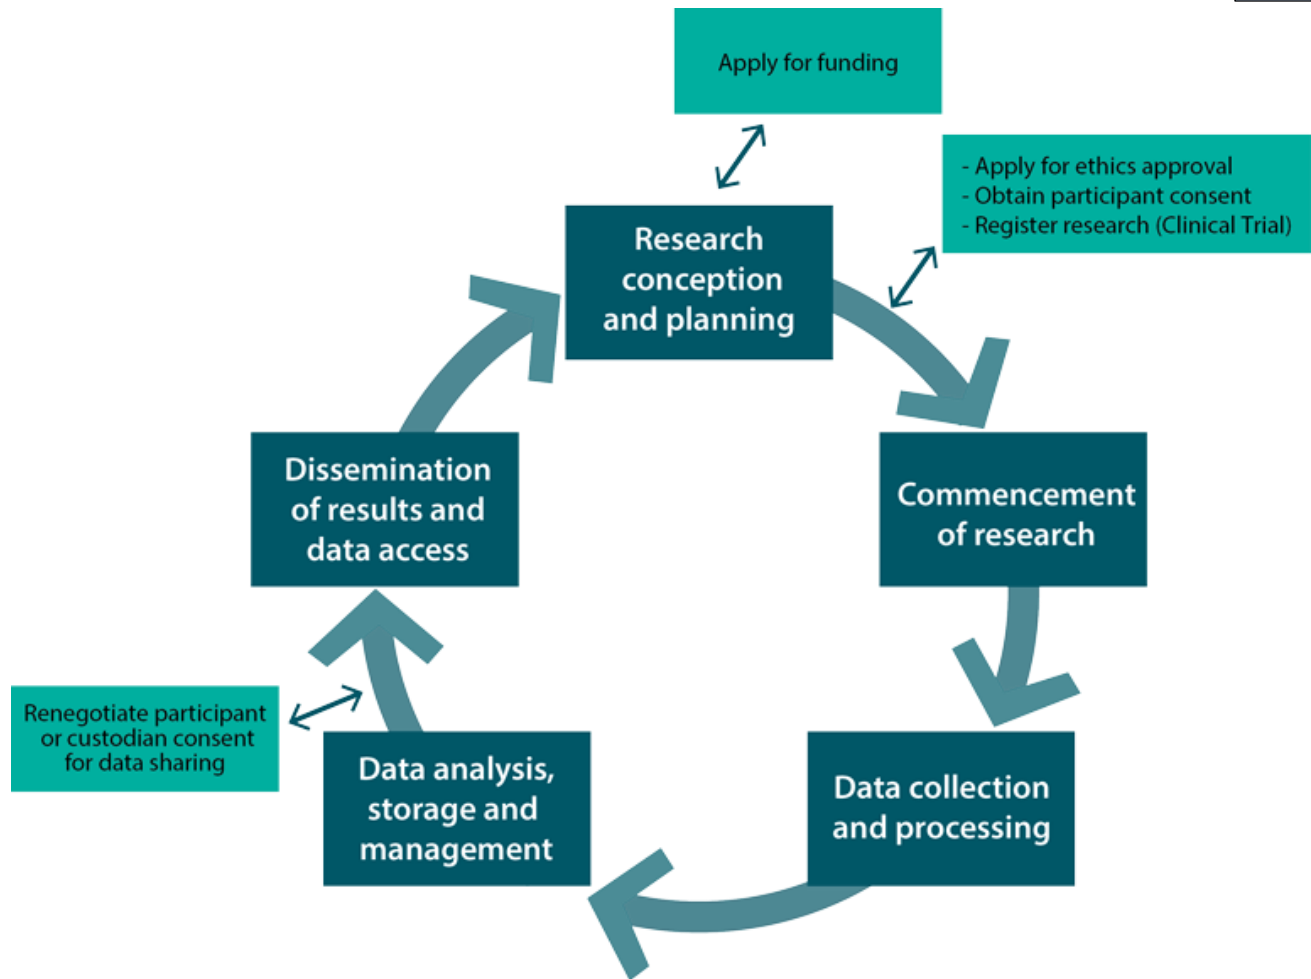 Apply for funding
- Apply for ethics approval
- Obtain participant consent
- Register research (Clinical Trial)
Research
conception
and planning
Commencement
of research
Data collection
and processing
Data analysis,
storage and
management
Renegotiate participant
or custodian consent
for data sharing
Dissemination
of results and
data access